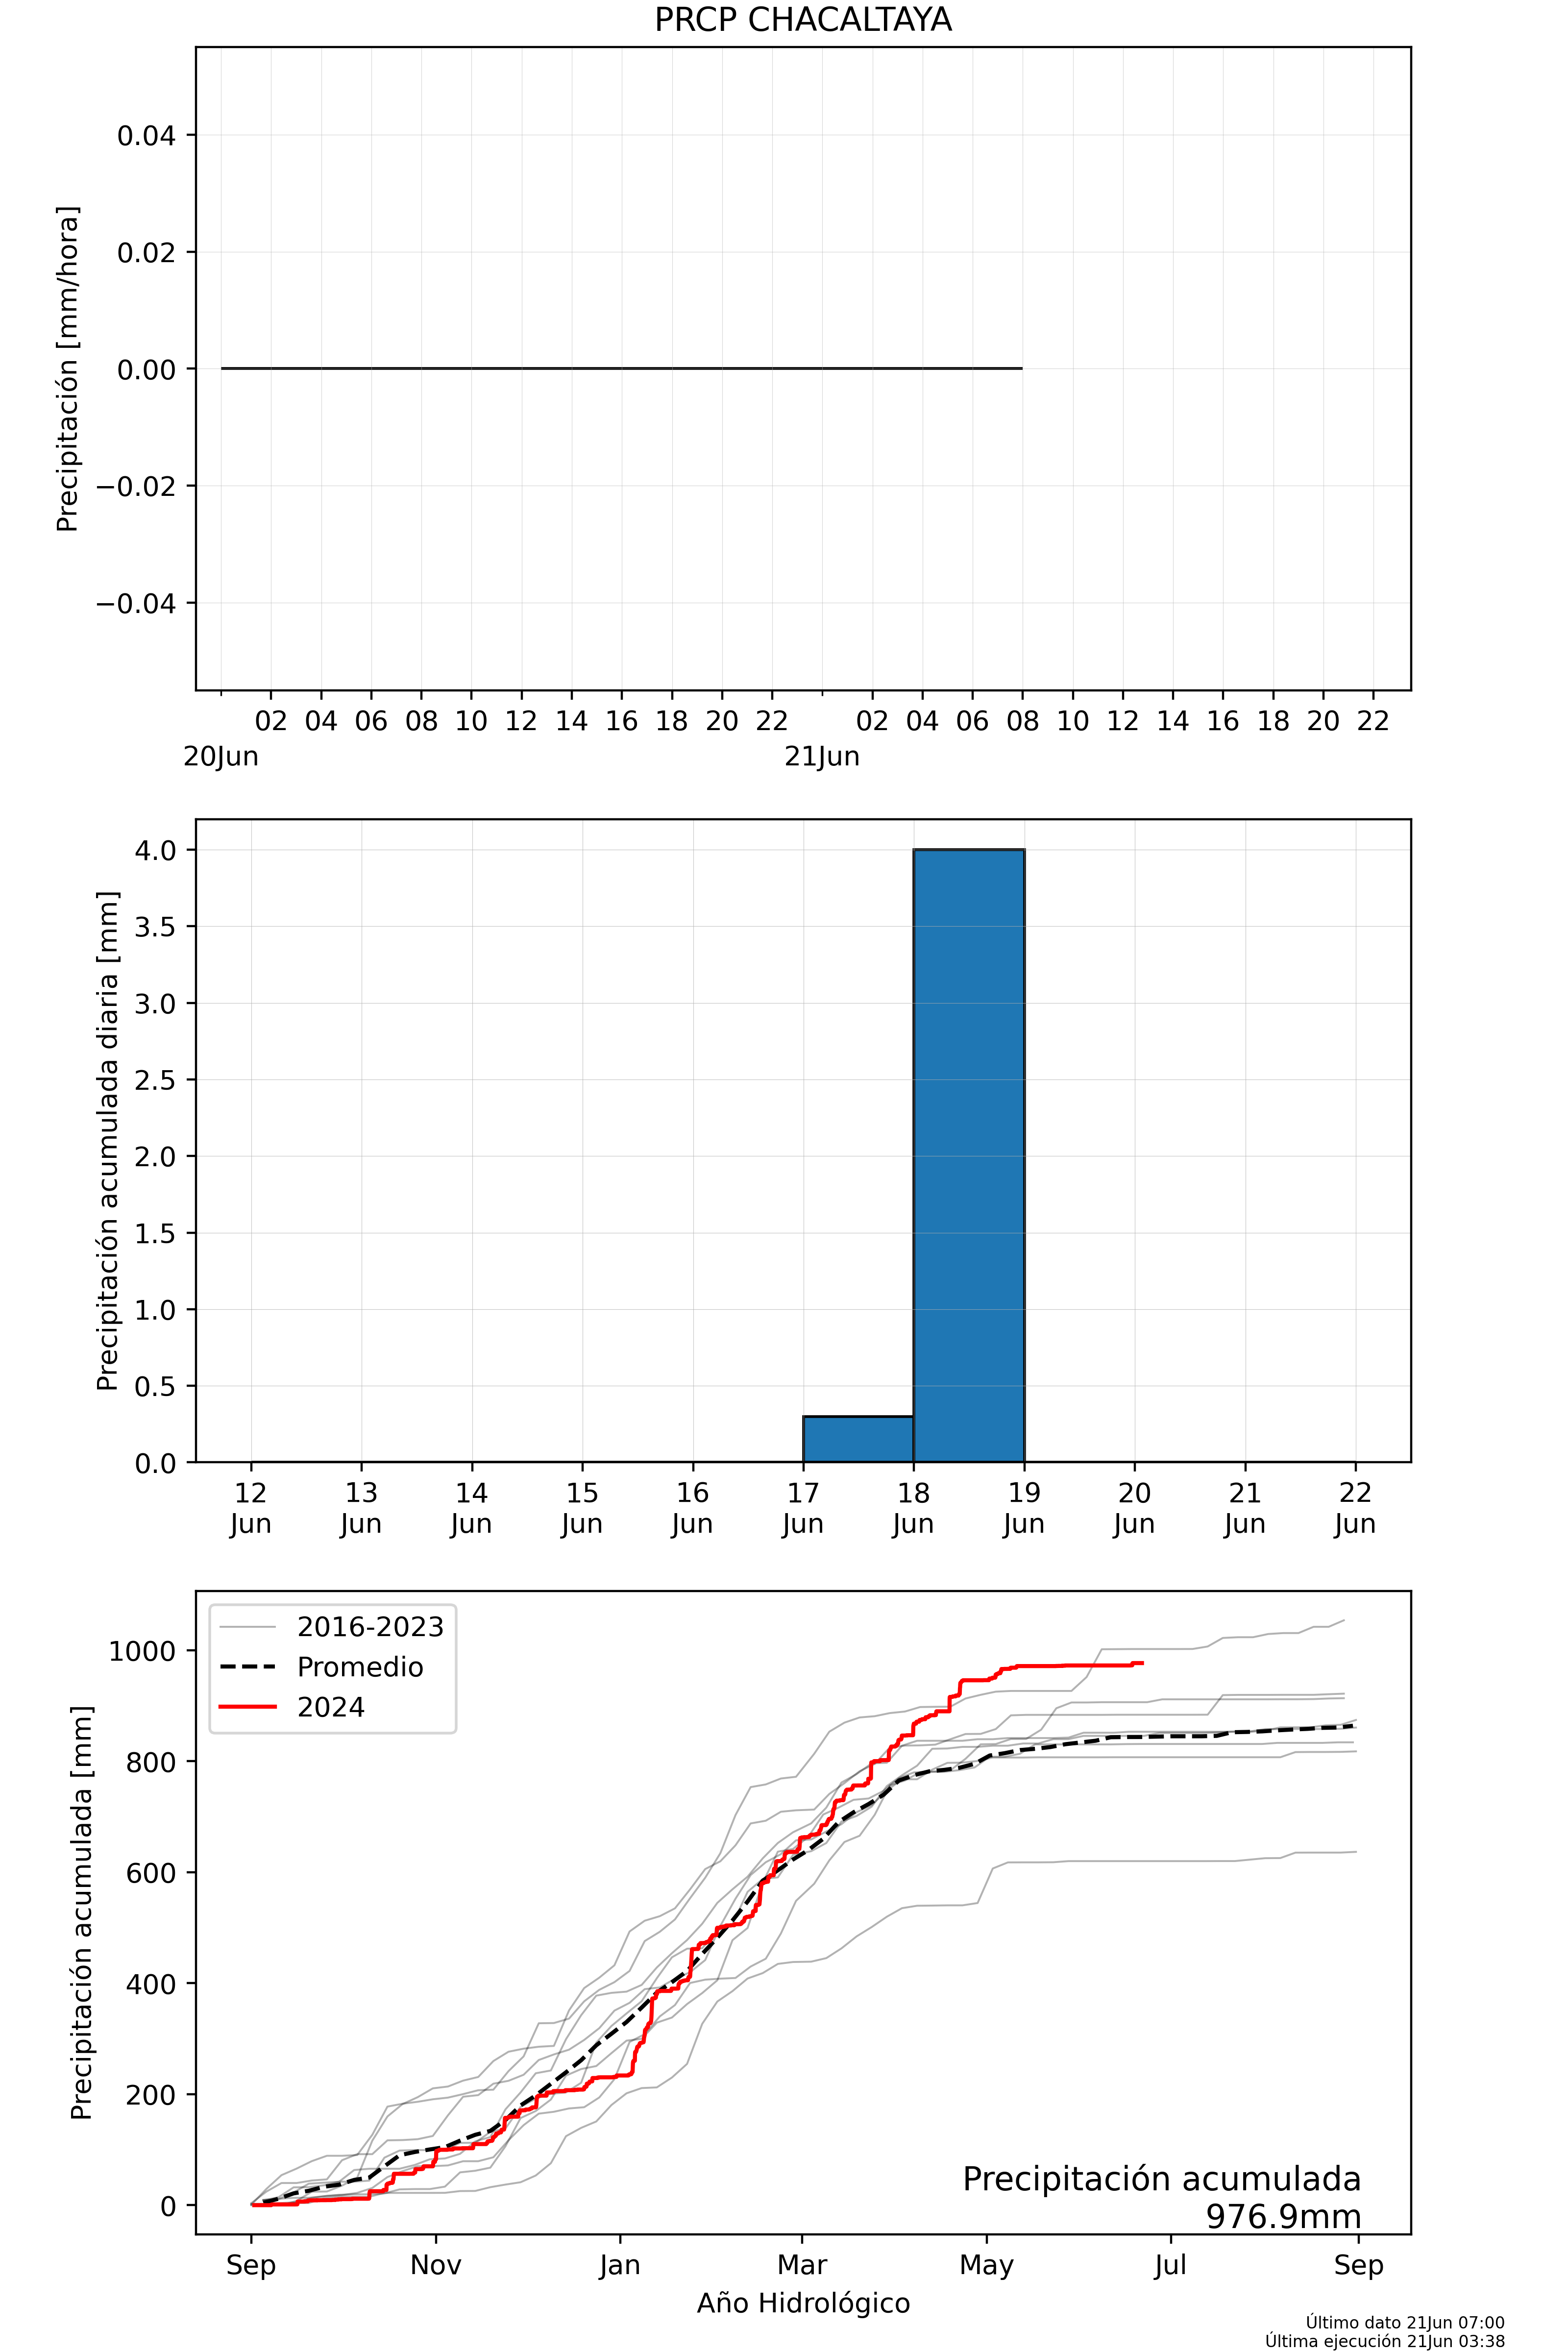 PRCP CHACALTAYA
Precipitación [mm/hora]
0.04
0.02
0.00
−0.02
−0.04
02 04 06 08 10 12 14 16 18 20 22 02 04 06 08 10 12 14 16 18 20 22
20Jun 21Jun
Precipitación acumulada diaria [mm]
4.0
3.5
3.0
2.5
2.0
1.5
1.0
0.5
0.0
12 13 14 15 16 17 18 19 20 21 22
Jun Jun Jun Jun Jun Jun Jun Jun Jun Jun Jun
Precipitación acumulada [mm]
1000
800
600
400
200
0
2016-2023
Promedio
2024
Precipitación acumulada
976.9mm
Sep Nov Jan Mar May Jul Sep
Año Hidrológico
Último dato 21Jun 07:00
Última ejecución 21Jun 03:38